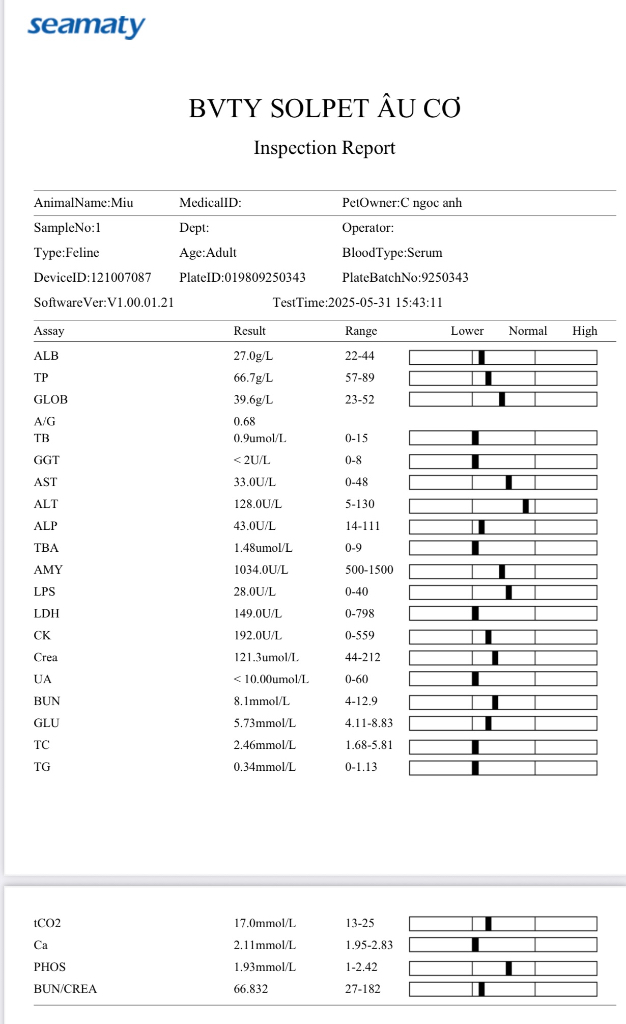 seamaty
BVTY SOLPET ÂU CƠ
Inspection Report
AnimalName:Miu MedicalID: PetOwner:C ngoc anh
SampleNo:1 Dept: Operator:
Type:Feline Age:Adult BloodType:Serum
DeviceID:121007087 PlateID:019809250343 PlateBatchNo:9250343
SoftwareVer:V1.00.01.21 TestTime:2025-05-31 15:43:11
Assay Result Range Lower Normal High
ALB 27.0g/L 22-44
TP 66.7g/L 57-89
GLOB 39.6g/L 23-52
A/G 0.68
TB 0.9umol/L 0-15
GGT < 2U/L 0-8
AST 33.0U/L 0-48
ALT 128.0U/L 5-130
ALP 43.0U/L 14-111
TBA 1.48umol/L 0-9
AMY 1034.0U/L 500-1500
LPS 28.0U/L 0-40
LDH 149.0U/L 0-798
CK 192.0U/L 0-559
Crea 121.3umol/L 44-212
UA < 10.00umol/L 0-60
BUN 8.1mmol/L 4-12.9
GLU 5.73mmol/L 4.11-8.83
TC 2.46mmol/L 1.68-5.81
TG 0.34mmol/L 0-1.13
tCO2 17.0mmol/L 13-25
Ca 2.11mmol/L 1.95-2.83
PHOS 1.93mmol/L 1-2.42
BUN/CREA 66.832 27-182